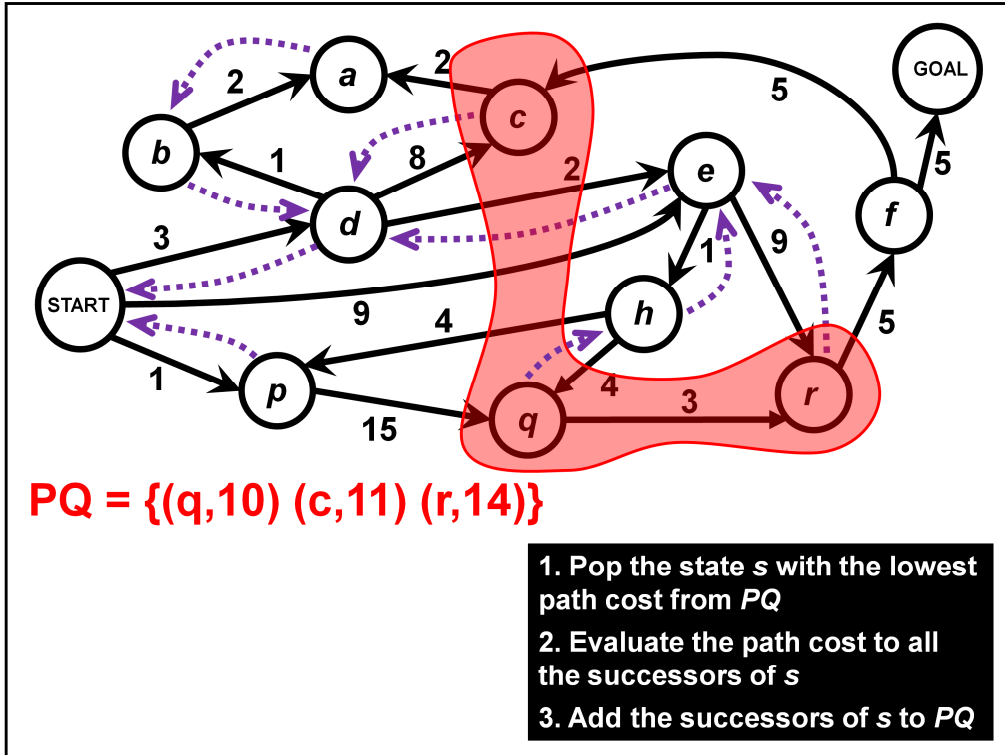 GOAL
2
a
2
c
5
b
5
1
8
2
e
f
d
3
1
9
START
9
4
h
5
1
p
15
4
q
3
r
PQ = {(q,10) (c,11) (r,14)}
1. Pop the state s with the lowest
path cost from PQ
2. Evaluate the path cost to all
the successors of s
3. Add the successors of s to PQ